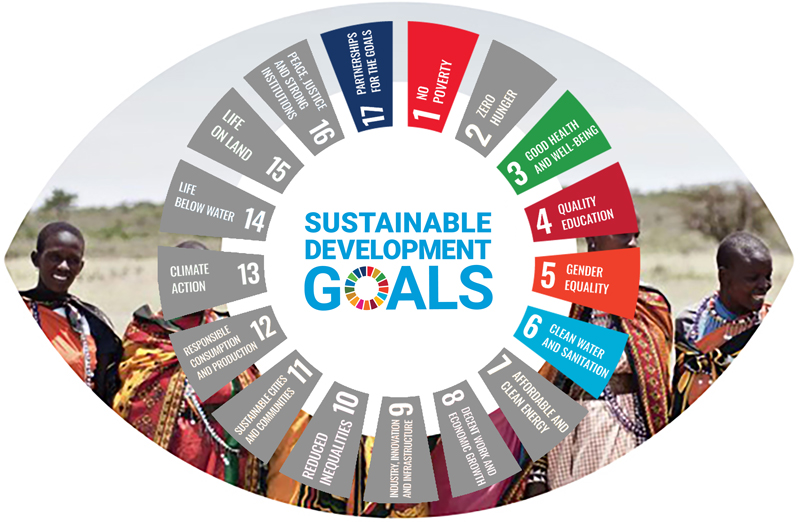 SUSTAINABLE
DEVELOPMENT
GOALS
1 NO
POVERTY
2 ZERO
HUNGER
3 GOOD HEALTH
AND WELL-BEING
4 QUALITY
EDUCATION
5 GENDER
EQUALITY
6 CLEAN WATER
AND SANITATION
7 AFFORDABLE AND
CLEAN ENERGY
8 DECENT WORK AND
ECONOMIC GROWTH
9 INDUSTRY, INNOVATION
AND INFRASTRUCTURE
10 REDUCED
INEQUALITIES
11 SUSTAINABLE CITIES
AND COMMUNITIES
12 RESPONSIBLE
CONSUMPTION
AND PRODUCTION
13 CLIMATE
ACTION
14 LIFE
BELOW WATER
15 LIFE
ON LAND
16 PEACE, JUSTICE
AND STRONG
INSTITUTIONS
17 PARTNERSHIPS
FOR THE GOALS